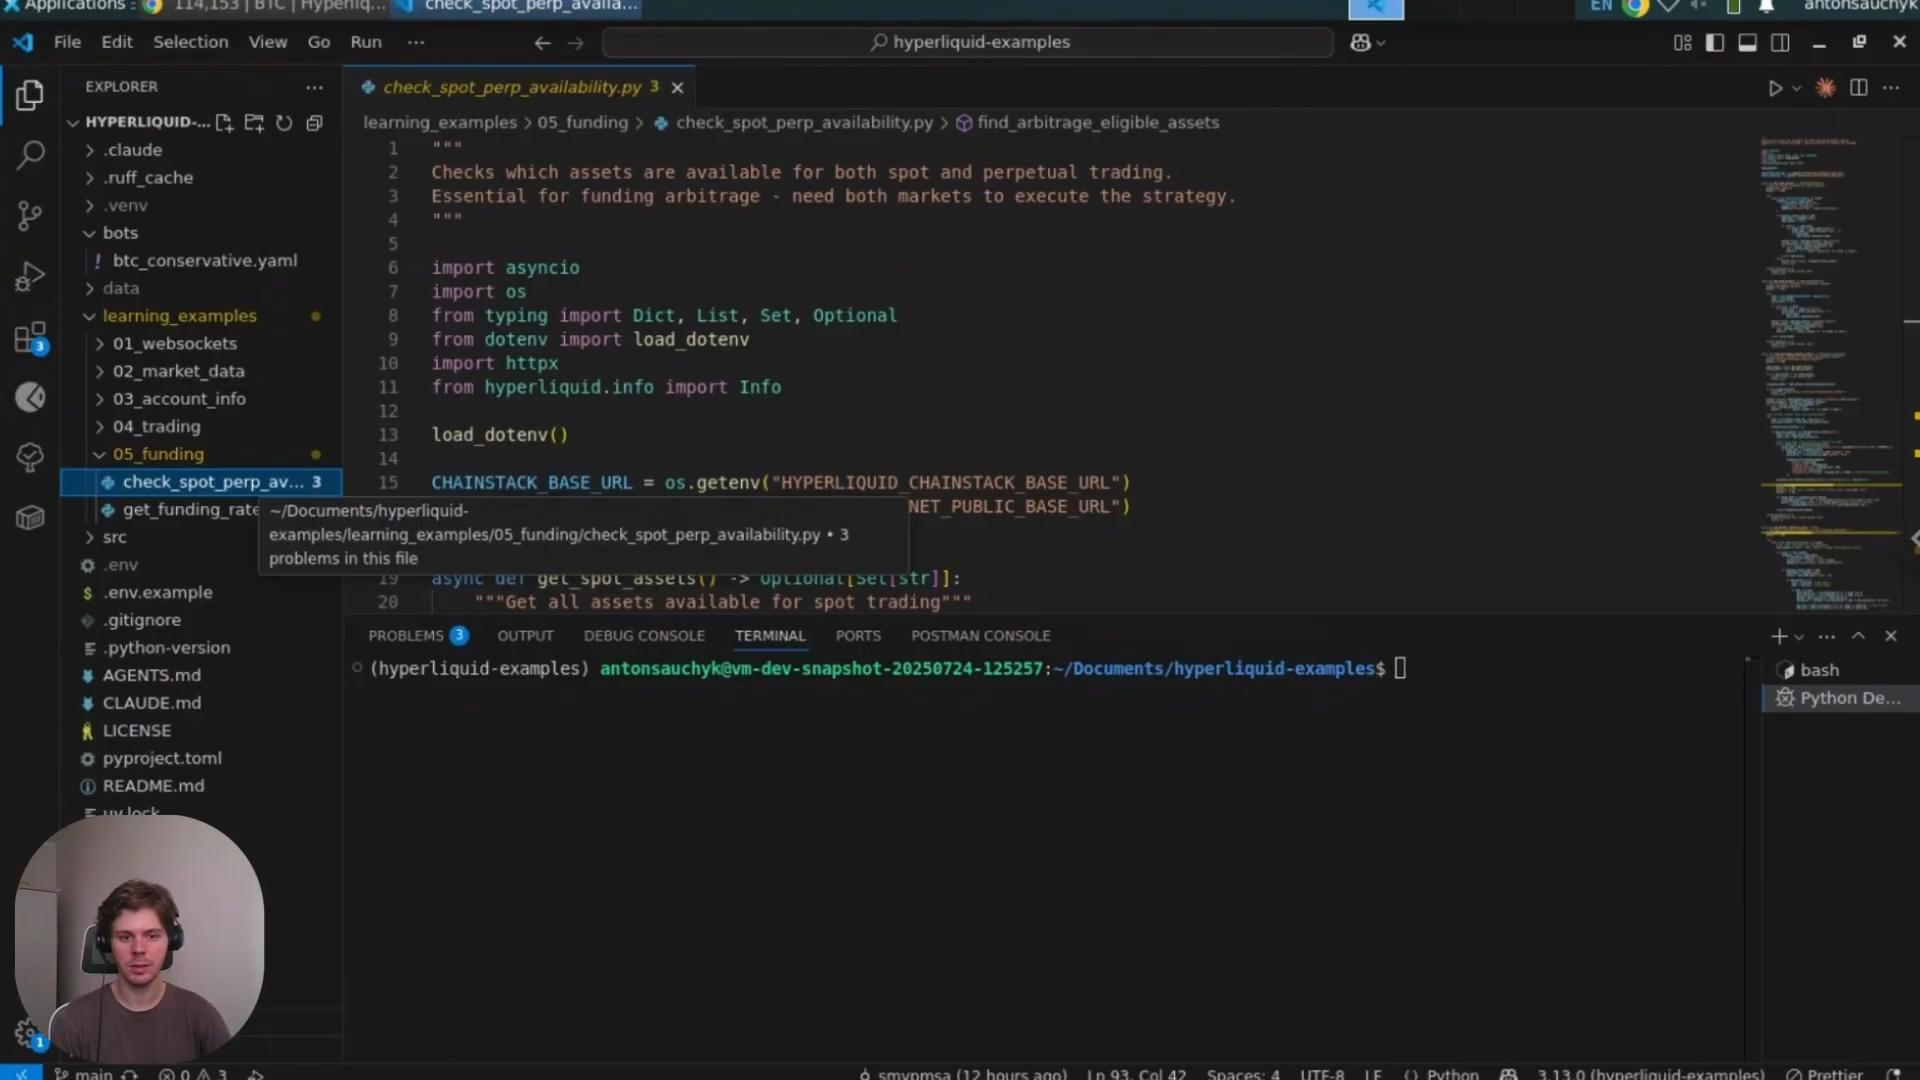 Applications : 114,153 | BTC | Hyperliq... check_spot_perp_availa... EN antonsauchyk
File Edit Selection View Go Run ... hyperliquid-examples
EXPLORER ... check_spot_perp_availability.py 3
HYPERLIQUID-... learning_examples > 05_funding > check_spot_perp_availability.py > find_arbitrage_eligible_assets
.claude
.ruff_cache
.venv
bots
! btc_conservative.yaml
data
learning_examples
01_websockets
02_market_data
03_account_info
04_trading
05_funding
check_spot_perp_av... 3
get_funding_rate
src
.env
$ .env.example
.gitignore
.python-version
AGENTS.md
CLAUDE.md
LICENSE
pyproject.toml
README.md
uv.lock
1 """
2 Checks which assets are available for both spot and perpetual trading.
3 Essential for funding arbitrage - need both markets to execute the strategy.
4 """
5
6 import asyncio
7 import os
8 from typing import Dict, List, Set, Optional
9 from dotenv import load_dotenv
10 import httpx
11 from hyperliquid.info import Info
12
13 load_dotenv()
14
15 CHAINSTACK_BASE_URL = os.getenv("HYPERLIQUID_CHAINSTACK_BASE_URL")
NET_PUBLIC_BASE_URL")
~/Documents/hyperliquid-
examples/learning_examples/05_funding/check_spot_perp_availability.py • 3
problems in this file
19 async def get_spot_assets() -> Optional[Set[str]]:
20 """Get all assets available for spot trading"""
PROBLEMS 3 OUTPUT DEBUG CONSOLE TERMINAL PORTS POSTMAN CONSOLE
(hyperliquid-examples) antonsauchyk@vm-dev-snapshot-20250724-125257:~/Documents/hyperliquid-examples$
bash
Python De...
3
1
main 0 3 smypmsa (12 hours ago) Ln 93, Col 42 Spaces: 4 UTF-8 LF {} Python 3.13.0 (hyperliquid-examples) Prettier